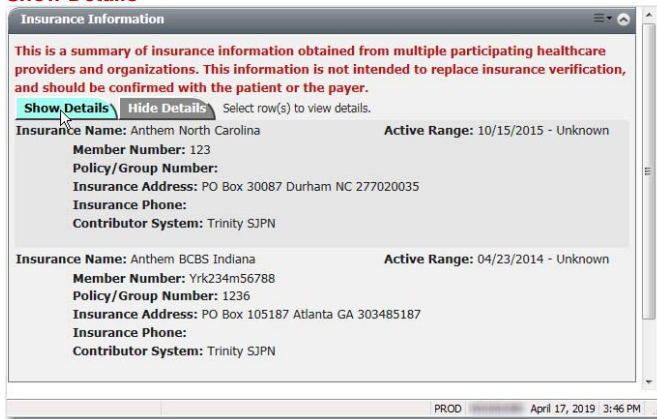 Show Details
Insurance Information
This is a summary of insurance information obtained from multiple participating healthcare
providers and organizations. This information is not intended to replace insurance verification,
and should be confirmed with the patient or the payer.
Show Details Hide Details Select row(s) to view details.
Insurance Name: Anthem North Carolina Active Range: 10/15/2015 - Unknown
Member Number: 123
Policy/Group Number:
Insurance Address: PO Box 30087 Durham NC 277020035
Insurance Phone:
Contributor System: Trinity SJPN
Insurance Name: Anthem BCBS Indiana Active Range: 04/23/2014 - Unknown
Member Number: Yrk234m56788
Policy/Group Number: 1236
Insurance Address: PO Box 105187 Atlanta GA 303485187
Insurance Phone:
Contributor System: Trinity SJPN
PROD April 17, 2019 3:46 PM